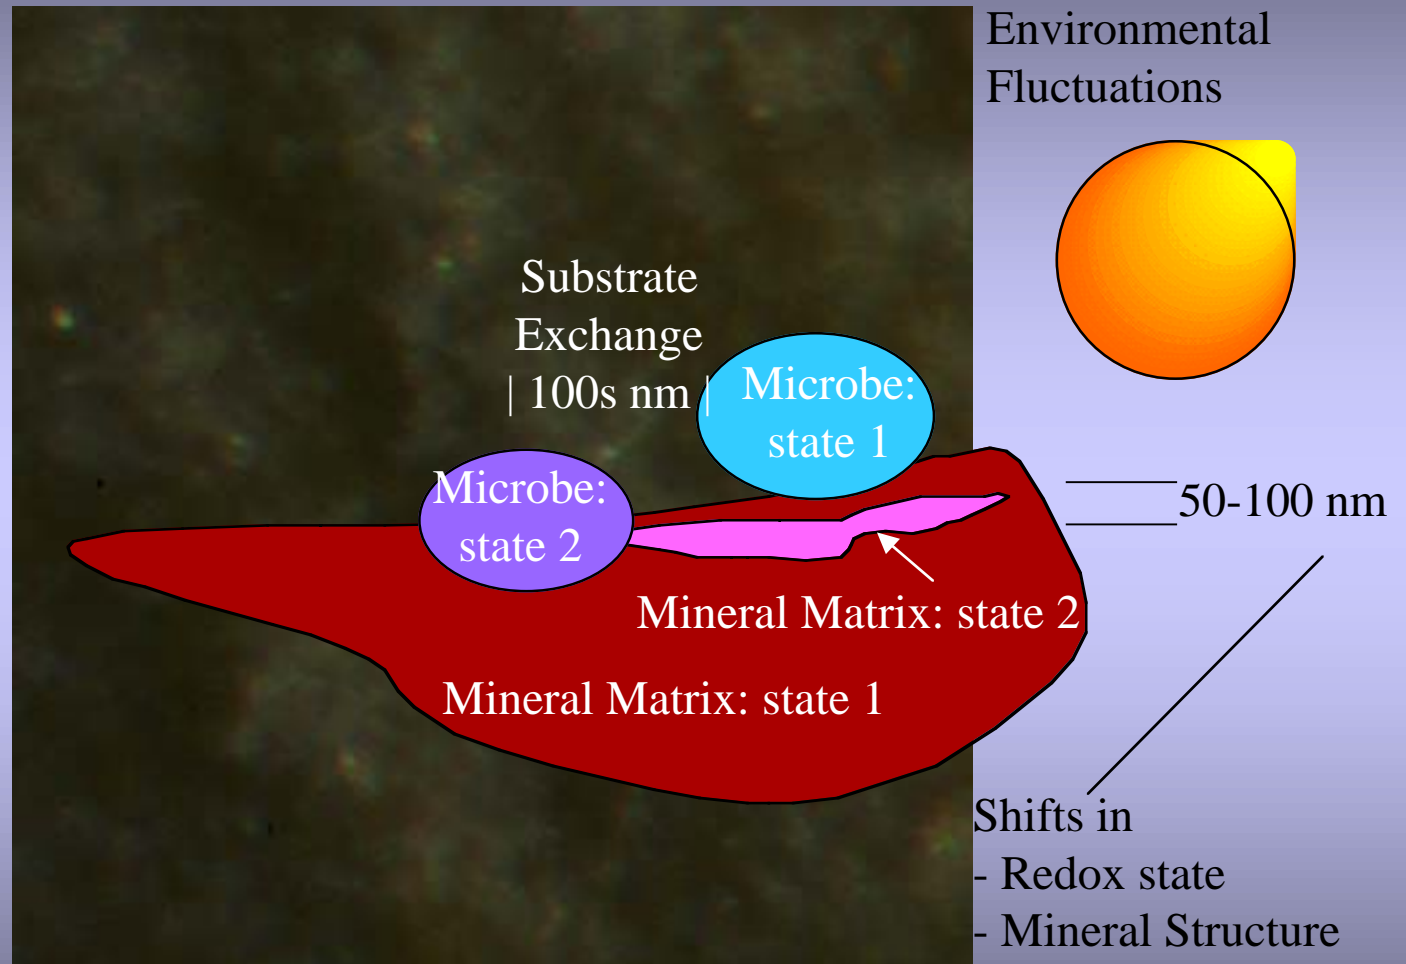 Environmental
Fluctuations
Substrate
Exchange
| 100s nm |
Microbe:
state 1
Microbe:
state 2
50-100 nm
Mineral Matrix: state 2
Mineral Matrix: state 1
Shifts in
- Redox state
- Mineral Structure